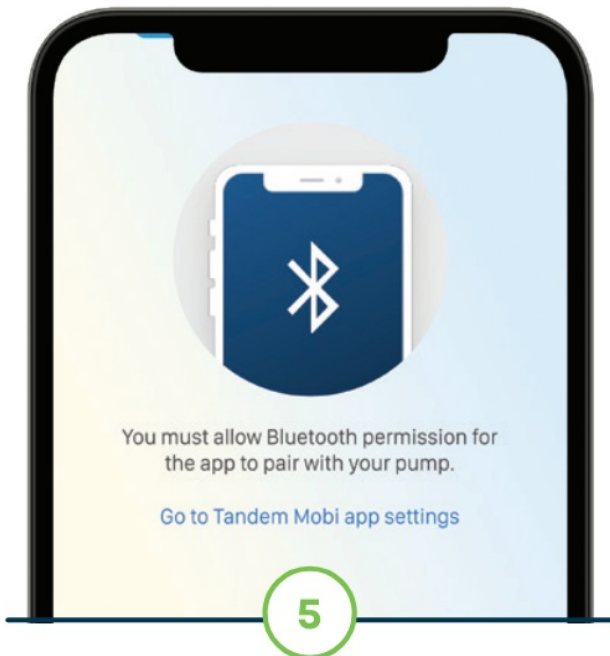 You must allow Bluetooth permission for
the app to pair with your pump.
Go to Tandem Mobi app settings
5